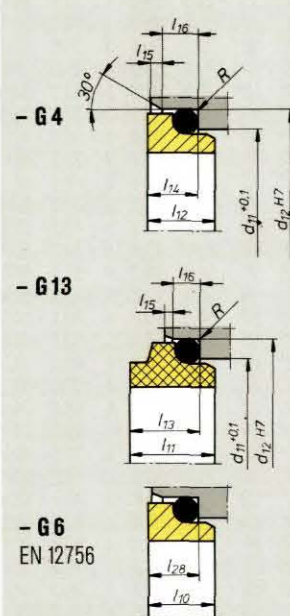 l16
l15
R
30°
- G4
l14
l12
d11 +0,1
d12 H7
- G13
l16
l15
R
l13
l11
d11 +0,1
d12 H7
- G6
EN 12756
l28
l10